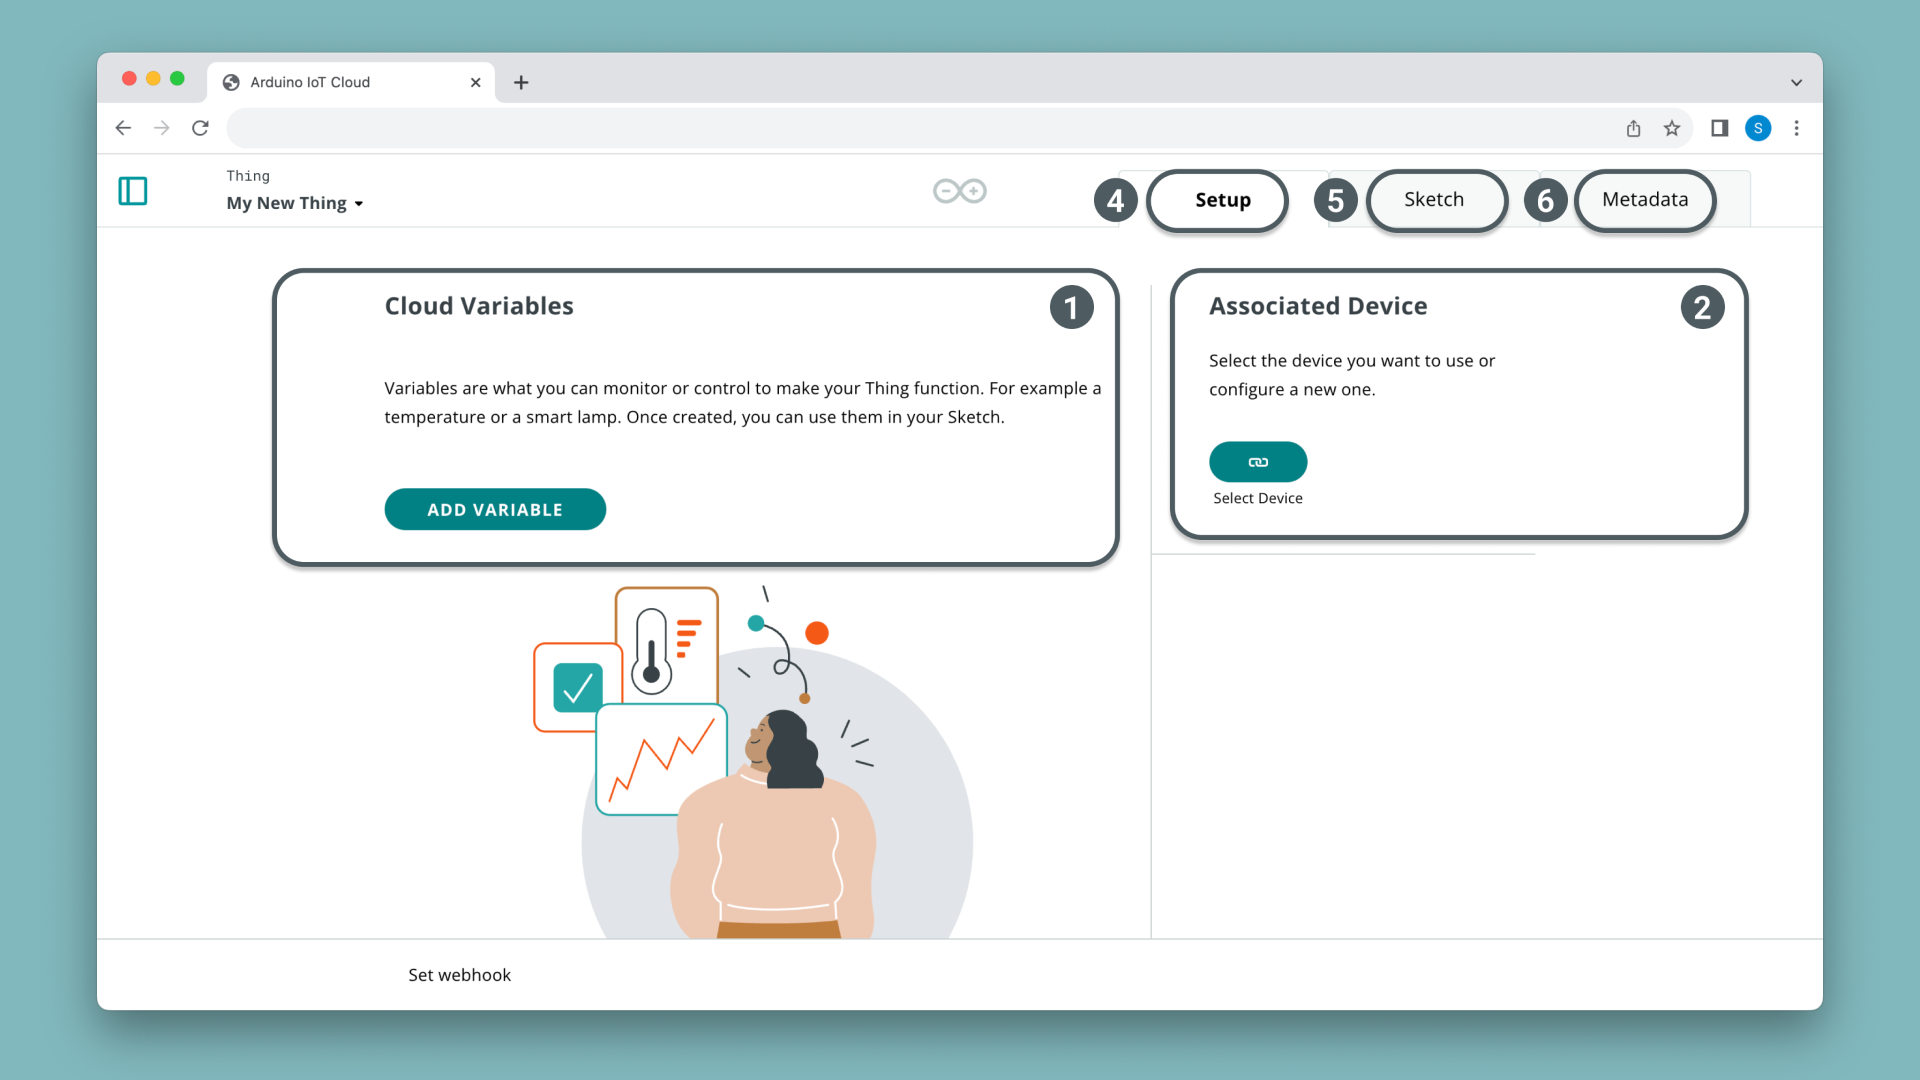 Arduino IoT Cloud
S
Thing
My New Thing
4 Setup 5 Sketch 6 Metadata
Cloud Variables 1
Variables are what you can monitor or control to make your Thing function. For example a
temperature or a smart lamp. Once created, you can use them in your Sketch.
ADD VARIABLE
Associated Device 2
Select the device you want to use or
configure a new one.
Select Device
Set webhook